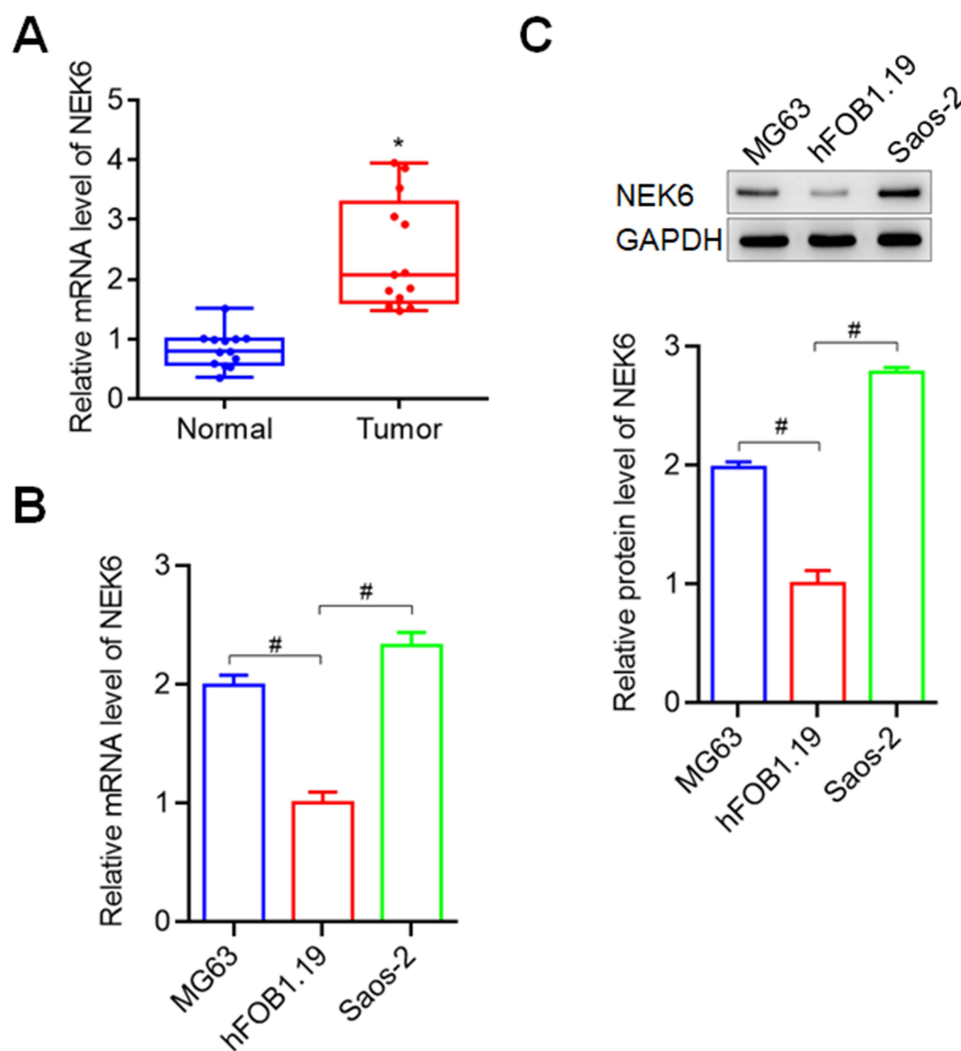 A
Relative mRNA level of NEK6
5
4
3
2
1
0
*
Normal Tumor
B
Relative mRNA level of NEK6
3
2
1
0
#
#
MG63 hFOB1.19 Saos-2
C
MG63 hFOB1.19 Saos-2
NEK6
GAPDH
Relative protein level of NEK6
3
2
1
0
#
#
MG63 hFOB1.19 Saos-2